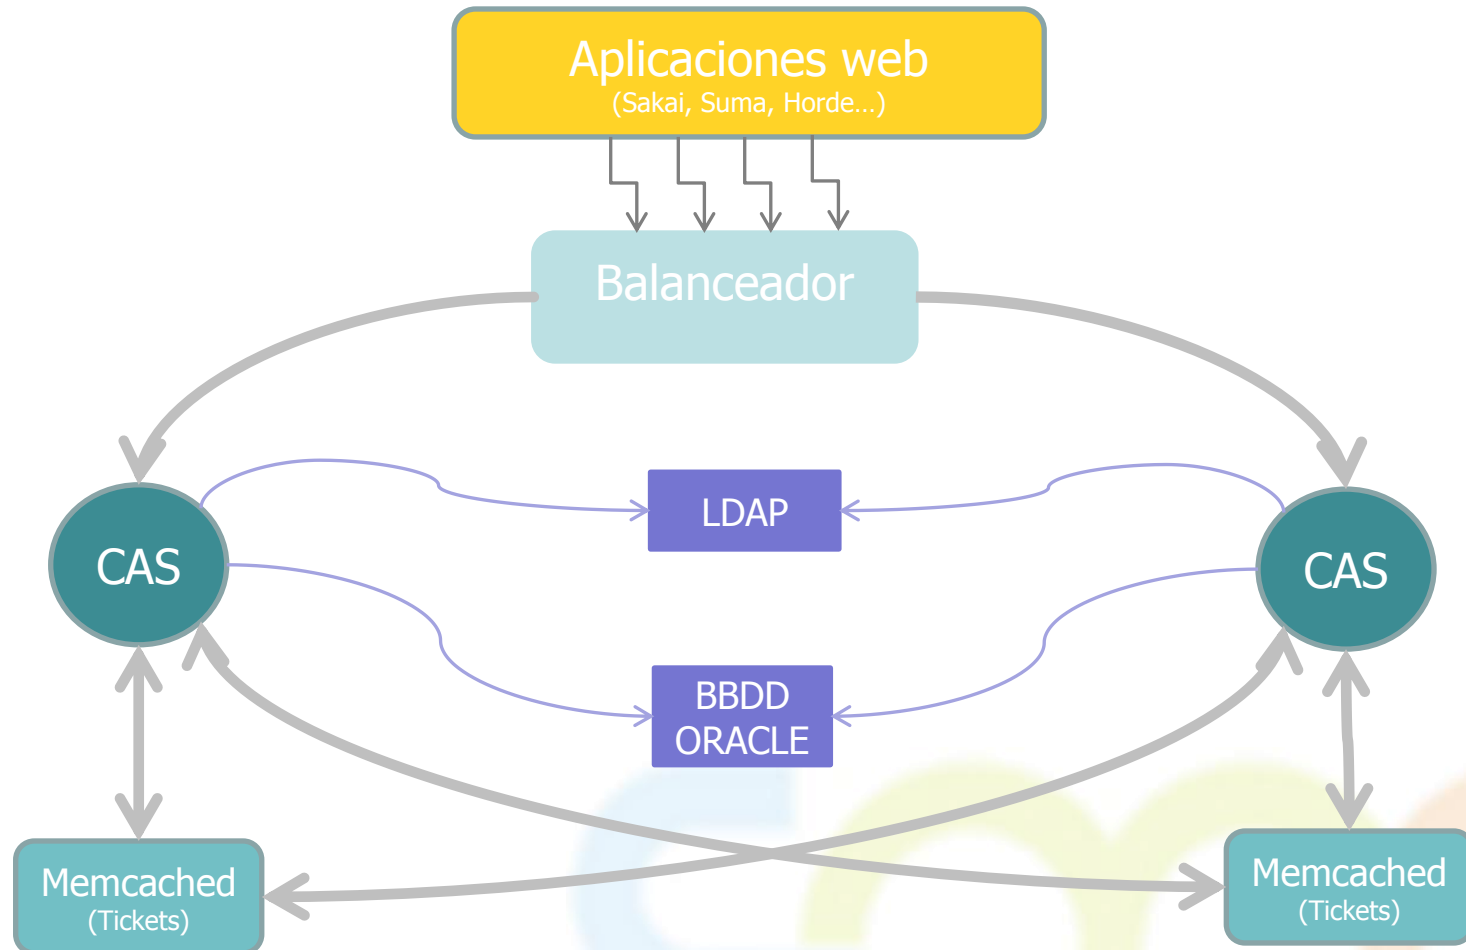 Aplicaciones web
(Sakai, Suma, Horde...)
Balanceador
LDAP
CAS
CAS
BBDD
ORACLE
Memcached
(Tickets)
Memcached
(Tickets)